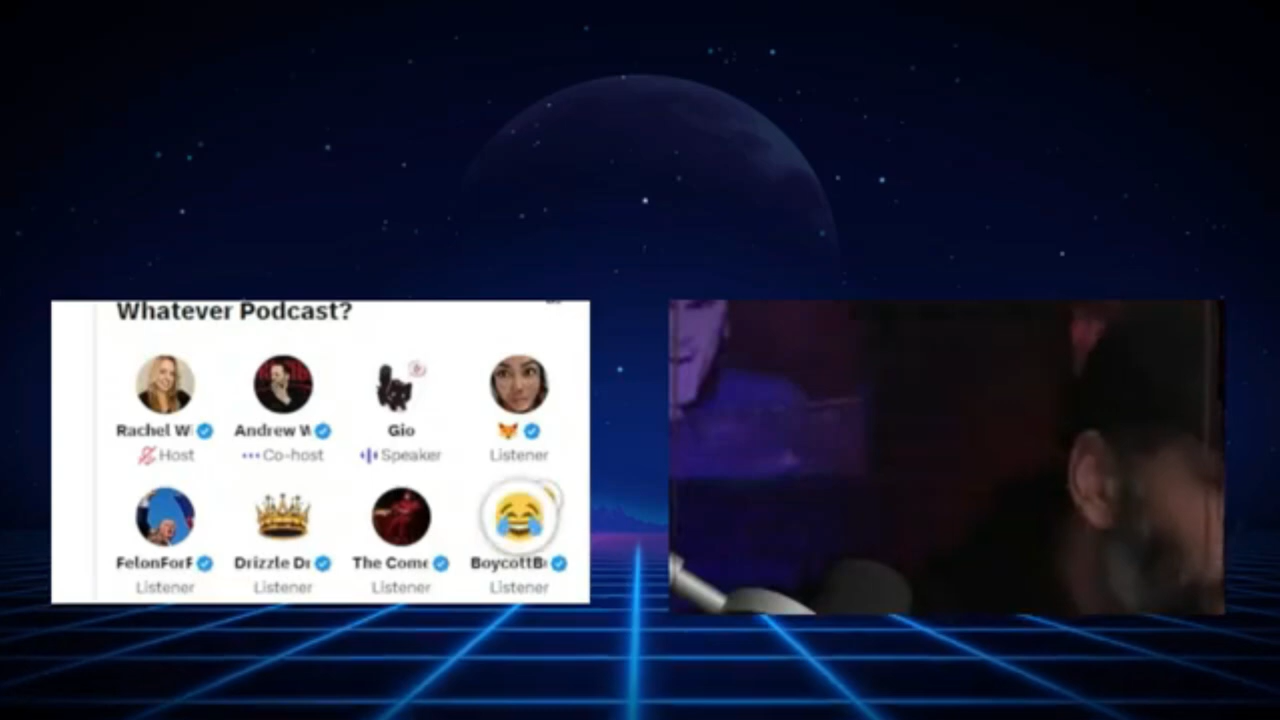 Whatever Podcast?
Rachel Wi Andrew W Gio
Host Co-host Speaker Listener
FelonForF Drizzle Dr The Come BoycottB
Listener Listener Listener Listener